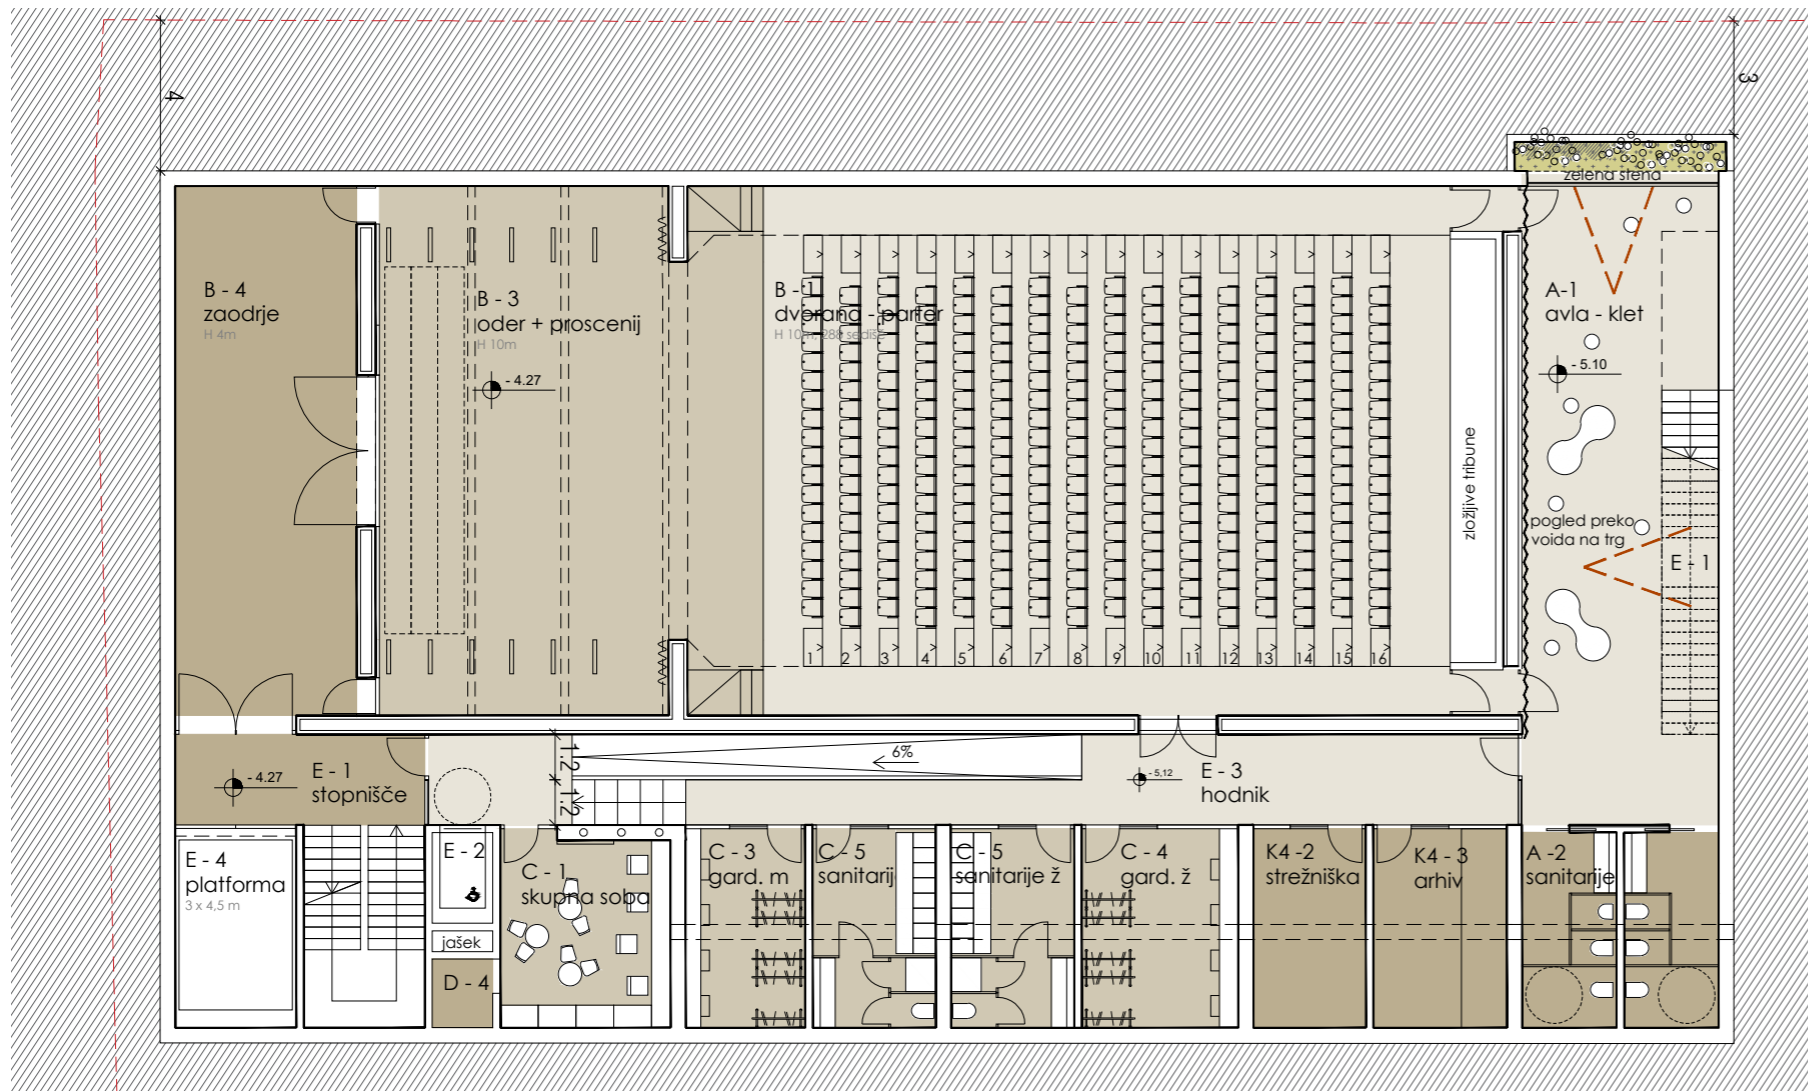 4
3
zelena stena
B - 4
zaodrje
H 4m
B - 3
oder + proscenij
H 10m
- 4.27
B - 1
dvorana - parter
H 10m, 288 sedišč
A-1
avla - klet
- 5.10
zložljive tribune
pogled preko
voida na trg
E - 1
1 2 3 4 5 6 7 8 9 10 11 12 13 14 15 16
- 4.27
E - 1
stopnišče
1.2
1.2
6%
- 5,12
E - 3
hodnik
E - 4
platforma
3 x 4,5 m
E - 2
jašek
D - 4
C - 1
skupna soba
C - 3
gard. m
C - 5
sanitarij
C - 5
sanitarije ž
C - 4
gard. ž
K4 -2
strežniška
K4 - 3
arhiv
A -2
sanitarije